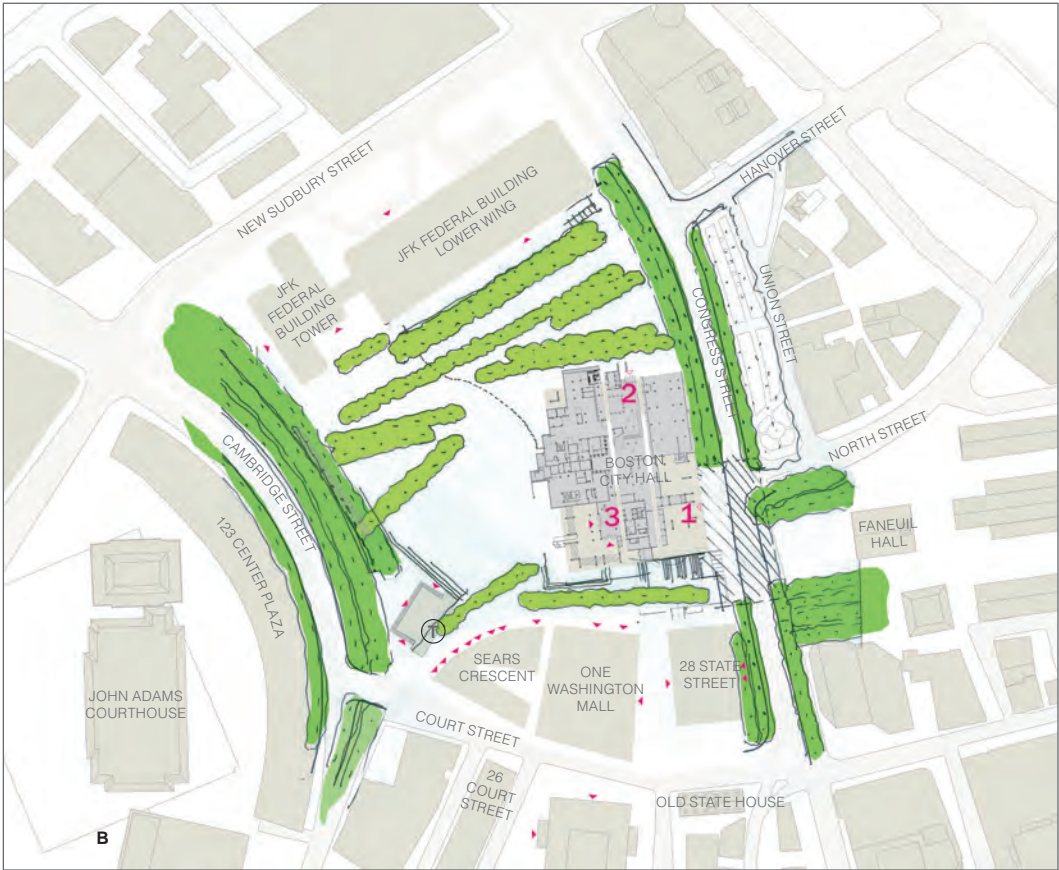 HANOVER STREET
NEW SUDBURY STREET
JFK FEDERAL BUILDING
LOWER WING
JFK
FEDERAL
BUILDING
TOWER
UNION STREET
CONGRESS STREET
2
NORTH STREET
CAMBRIDGE STREET
BOSTON
CITY HALL
3
1
123 CENTER PLAZA
FANEUIL
HALL
T
SEARS
CRESCENT
ONE
WASHINGTON
MALL
28 STATE
STREET
JOHN ADAMS
COURTHOUSE
COURT STREET
26
COURT
STREET
OLD STATE HOUSE
B